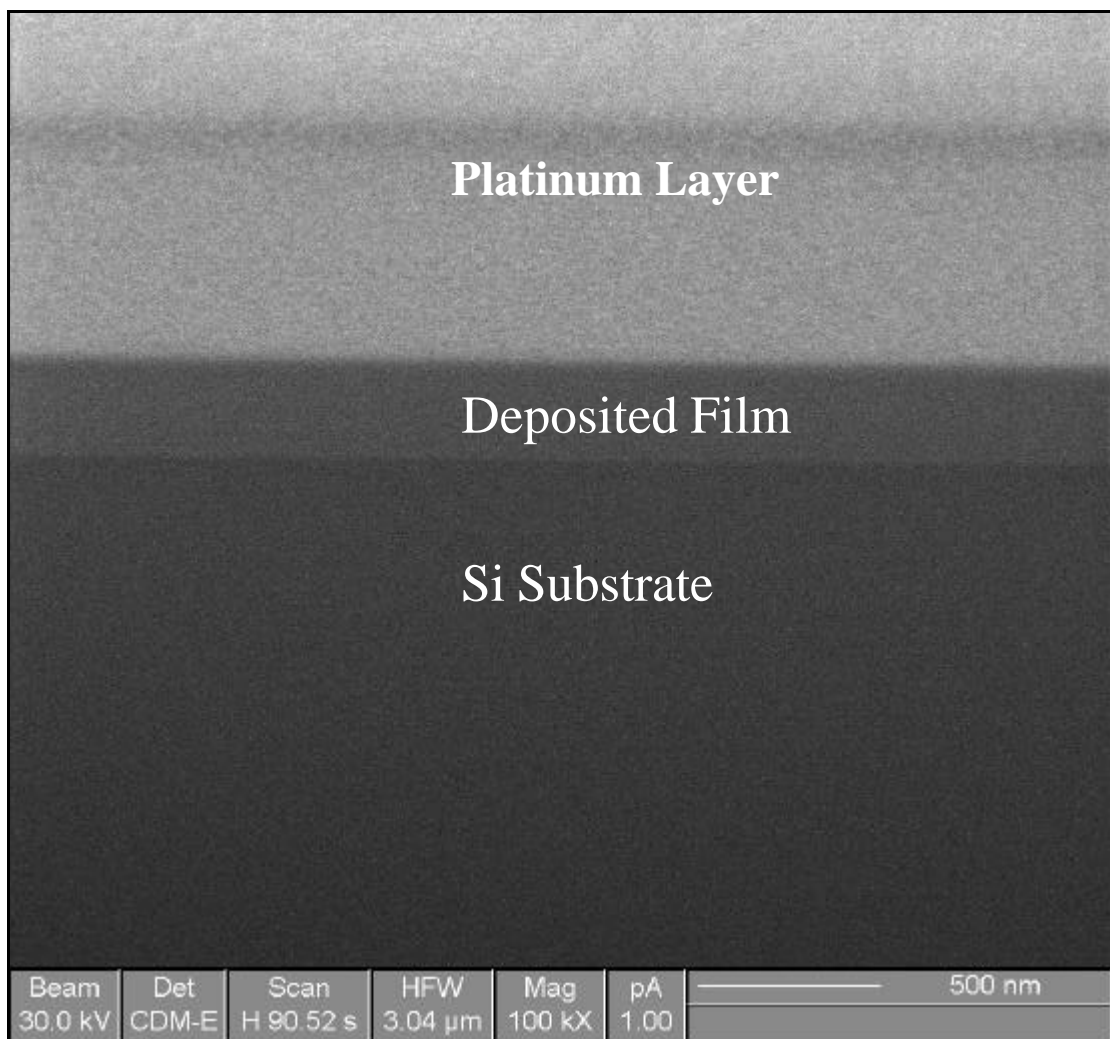 Platinum Layer
Deposited Film
Si Substrate
Beam Det Scan HFW Mag pA 500 nm
30.0 kV CDM-E H 90.52 s 3.04 µm 100 kX 1.00